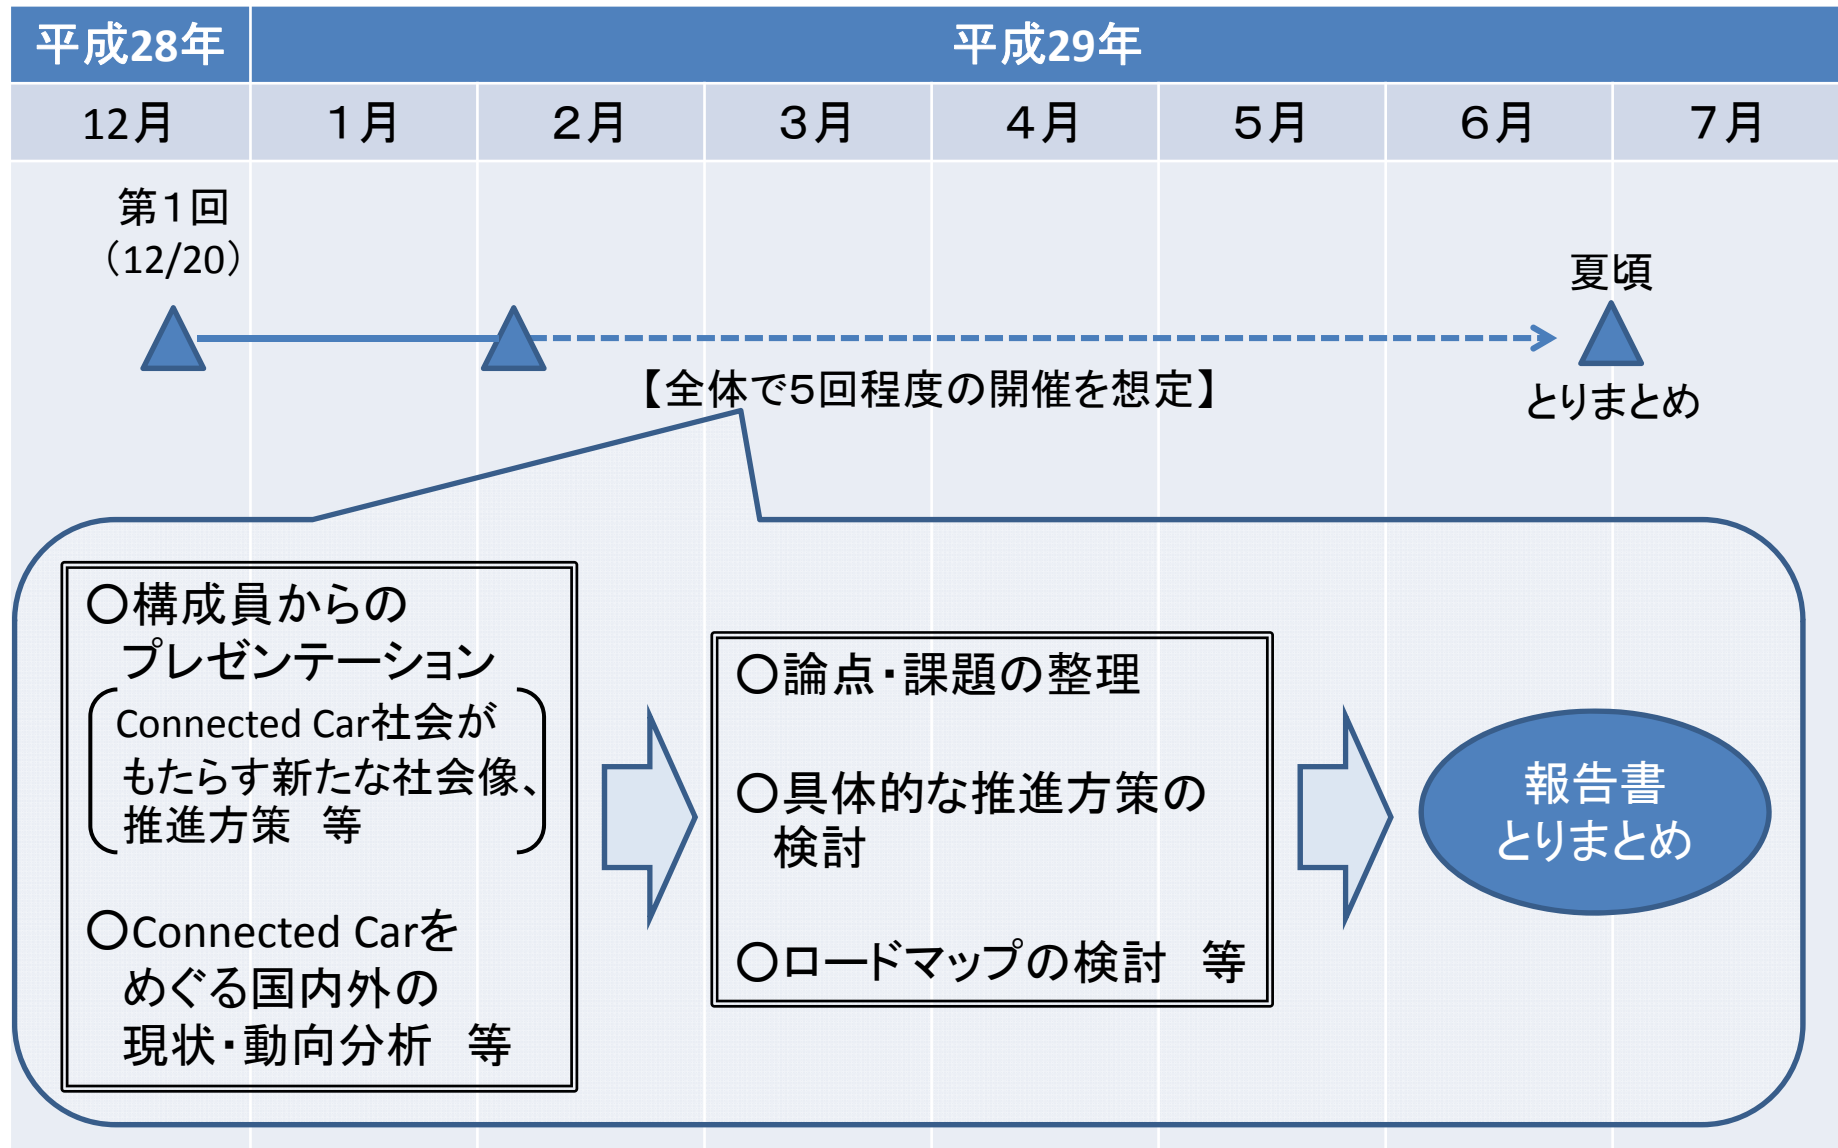 平成28年 平成29年
12月 1月 2月 3月 4月 5月 6月 7月
第1回
（12/20）
夏頃
【全体で5回程度の開催を想定】
とりまとめ
○構成員からの
プレゼンテーション
Connected Car社会が
もたらす新たな社会像、
推進方策　等
○Connected Carを
めぐる国内外の
現状・動向分析　等
○論点・課題の整理
○具体的な推進方策の
検討
○ロードマップの検討　等
報告書
とりまとめ